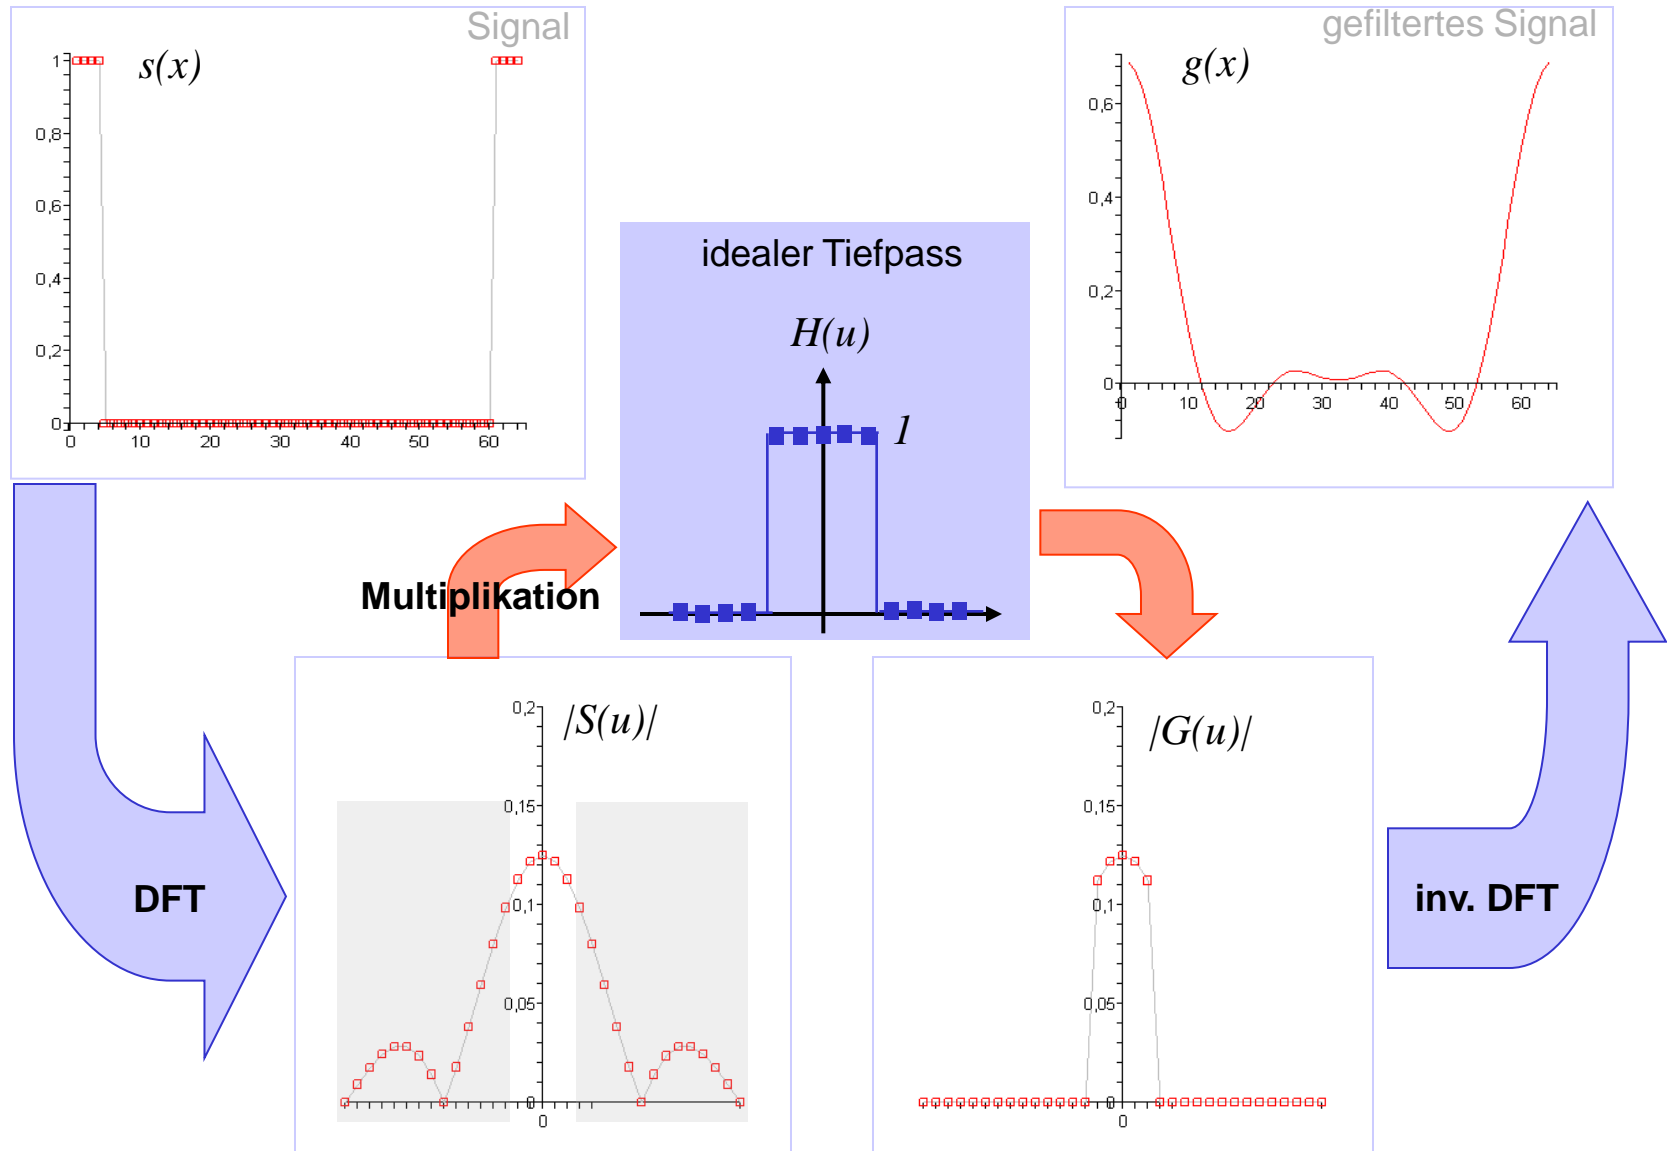 Signal
s(x)
1
0,8
0,6
0,4
0,2
0
0 10 20 30 40 50 60
gefiltertes Signal
g(x)
0,6
0,4
0,2
0
0 10 20 30 40 50 60
idealer Tiefpass
H(u)
1
Multiplikation
DFT
|S(u)|
0,2
0,15
0,1
0,05
0
0
|G(u)|
0,2
0,15
0,1
0,05
0
0
inv. DFT